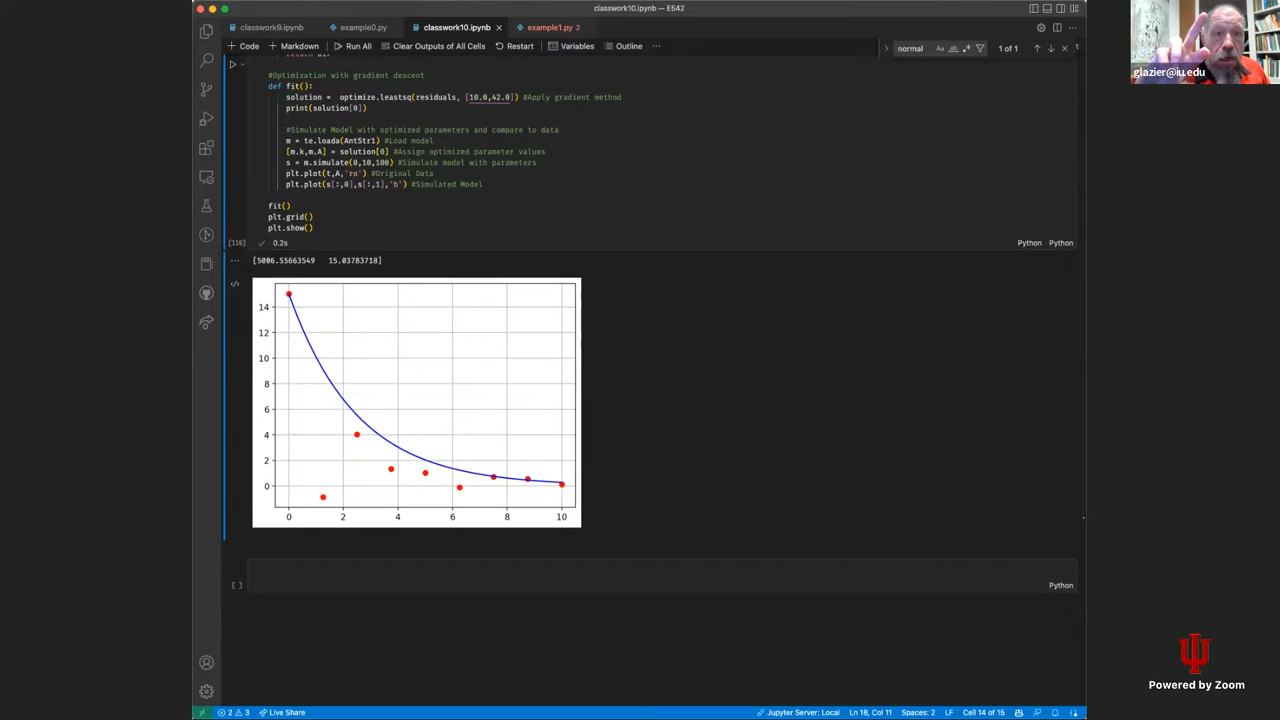 classwork10.ipynb — E542
classwork9.ipynb
example0.py
classwork10.ipynb
example1.py 2
Code
Markdown
Run All
Clear Outputs of All Cells
Restart
Variables
Outline
normal
Aa
ab
1 of 1
#Optimization with gradient descent
def fit():
solution =  optimize.leastsq(residuals, [10.0,42.0]) #Apply gradient method
print(solution[0])
#Simulate Model with optimized parameters and compare to data
m = te.loada(AntStr1) #Load model
[m.k,m.A] = solution[0] #Assign optimized parameter values
s = m.simulate(0,10,100) #Simulate model with parameters
plt.plot(t,A,'ro') #Original Data
plt.plot(s[:,0],s[:,1],'b') #Simulated Model
fit()
plt.grid()
plt.show()
[116]
0.2s
Python
Python
[5006.55663549   15.03783718]
14
12
10
8
6
4
2
0
0
2
4
6
8
10
[ ]
Python
2
3
Live Share
Jupyter Server: Local
Ln 18, Col 11
Spaces: 2
LF
Cell 14 of 15
glazier@iu.edu
Powered by Zoom